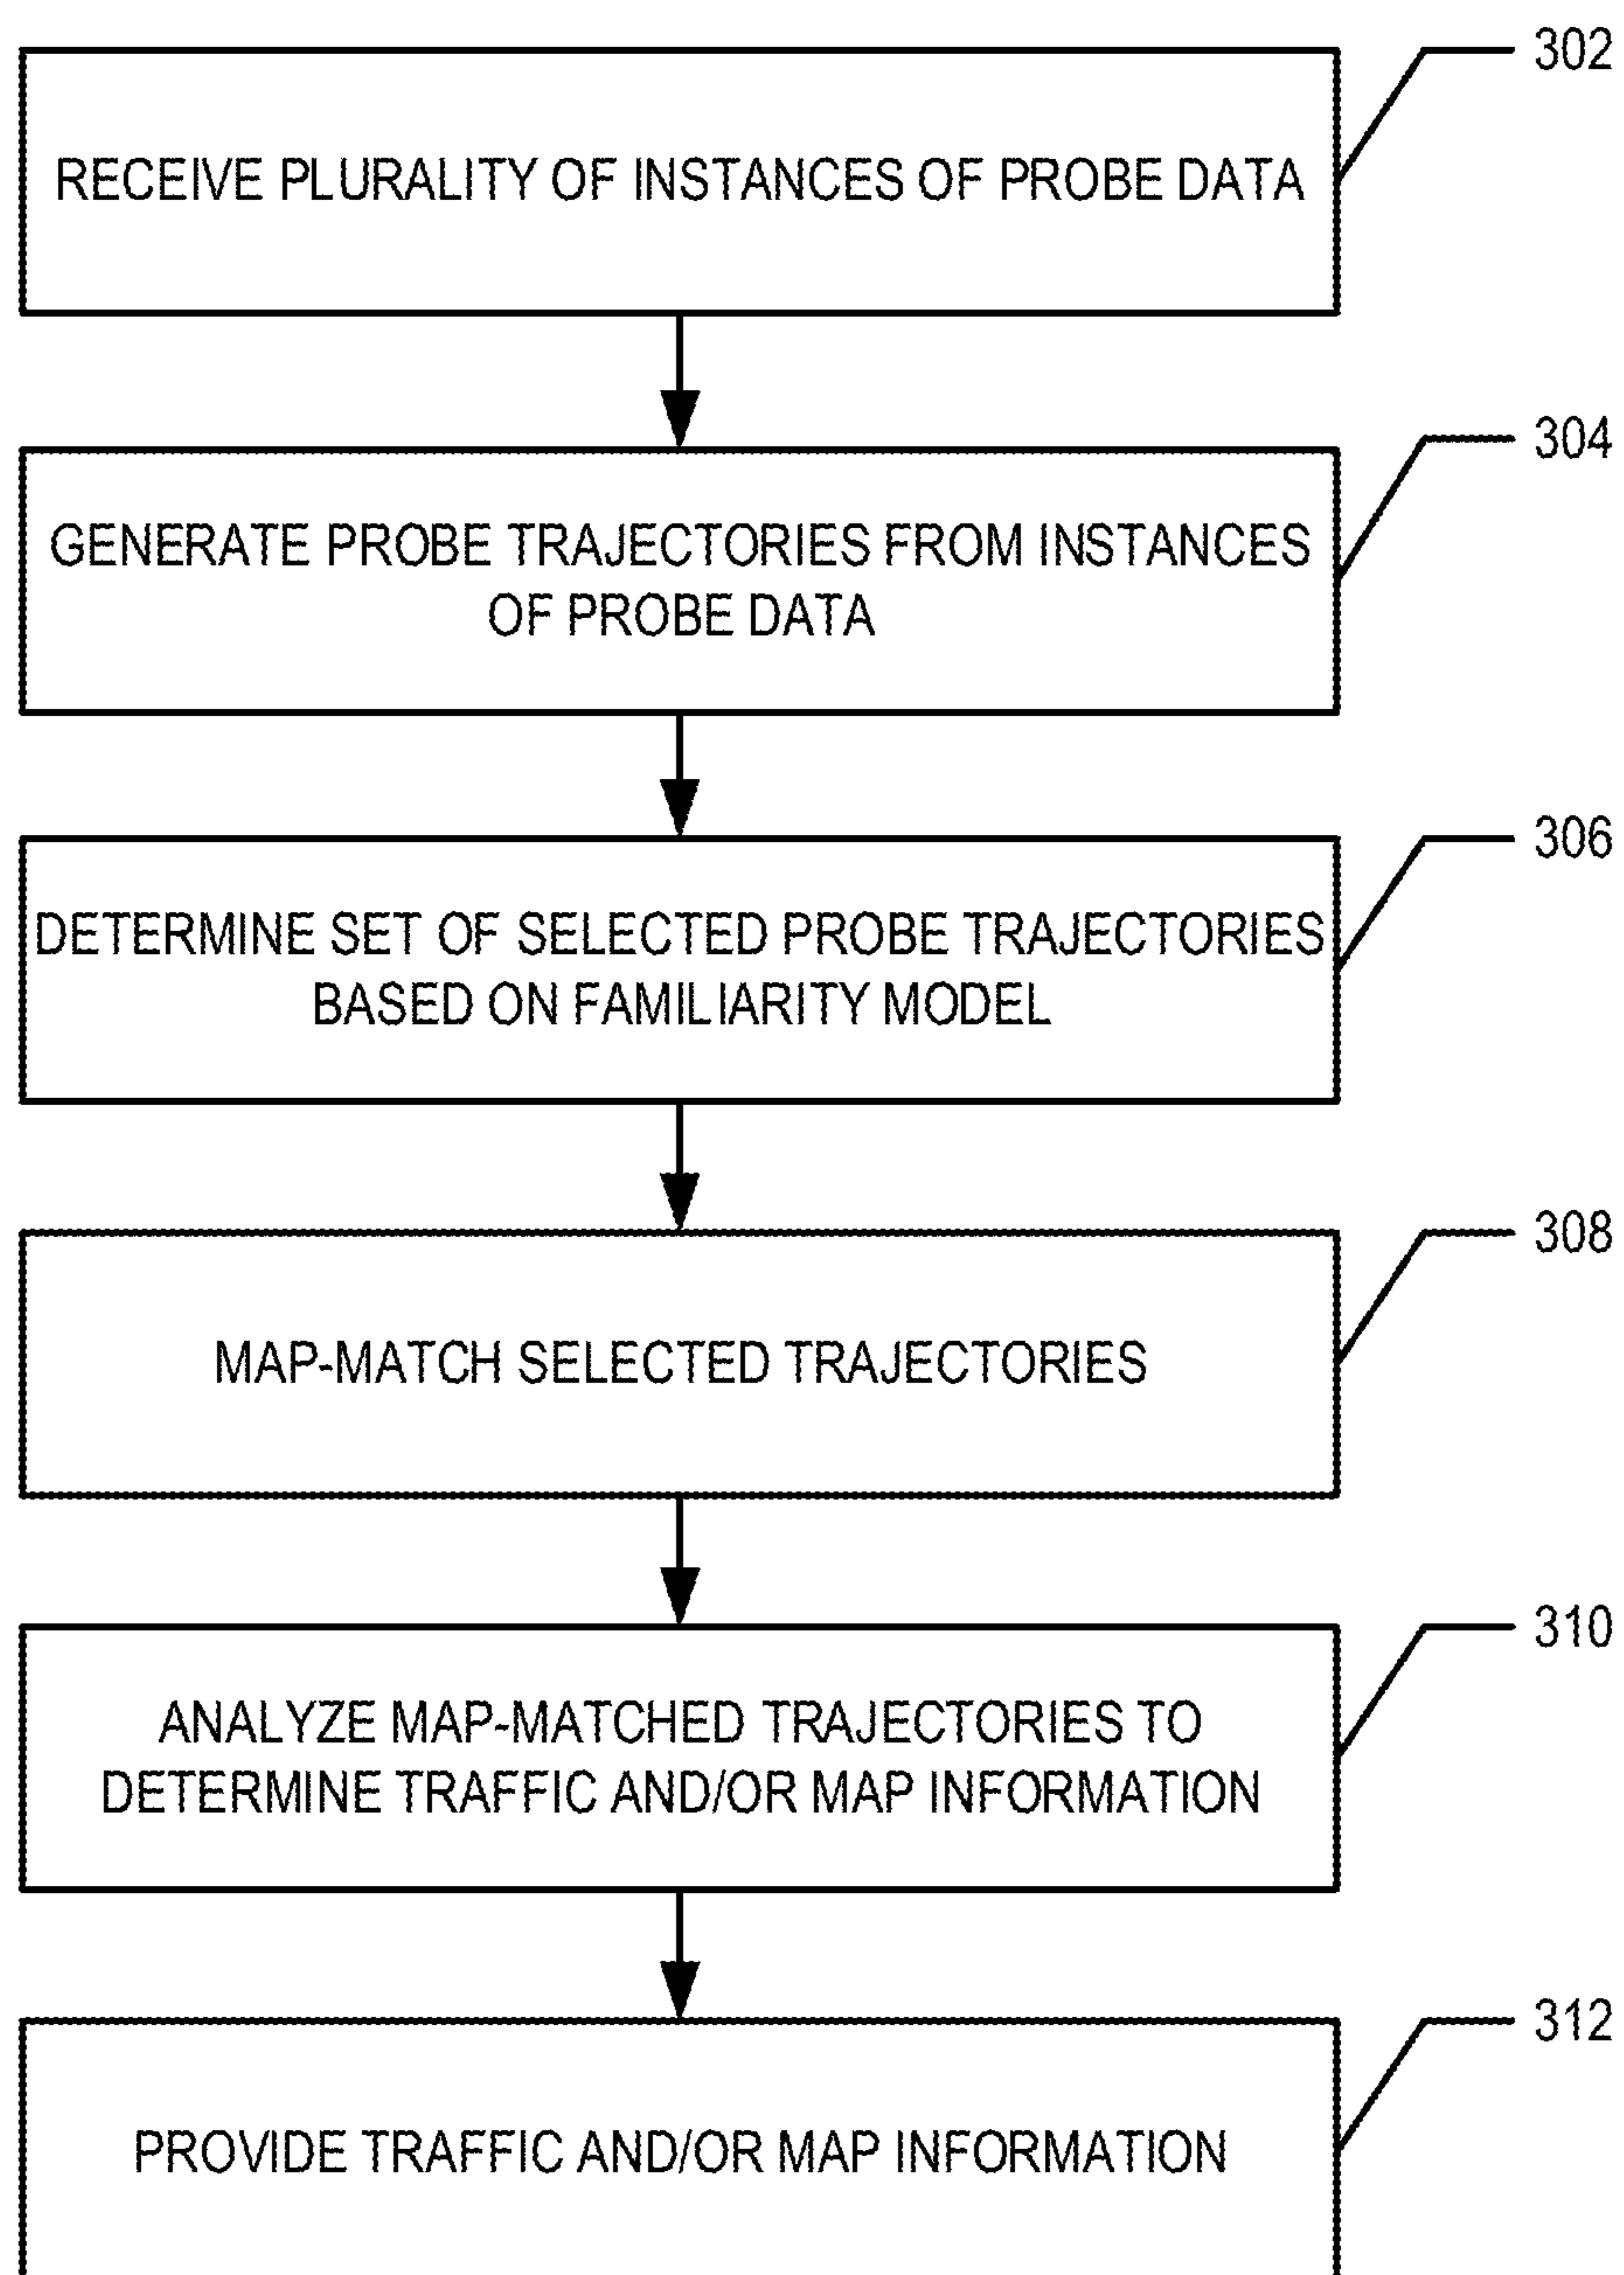 302
RECEIVE PLURALITY OF INSTANCES OF PROBE DATA
304
GENERATE PROBE TRAJECTORIES FROM INSTANCES
OF PROBE DATA
306
DETERMINE SET OF SELECTED PROBE TRAJECTORIES
BASED ON FAMILIARITY MODEL
308
MAP-MATCH SELECTED TRAJECTORIES
310
ANALYZE MAP-MATCHED TRAJECTORIES TO
DETERMINE TRAFFIC AND/OR MAP INFORMATION
312
PROVIDE TRAFFIC AND/OR MAP INFORMATION